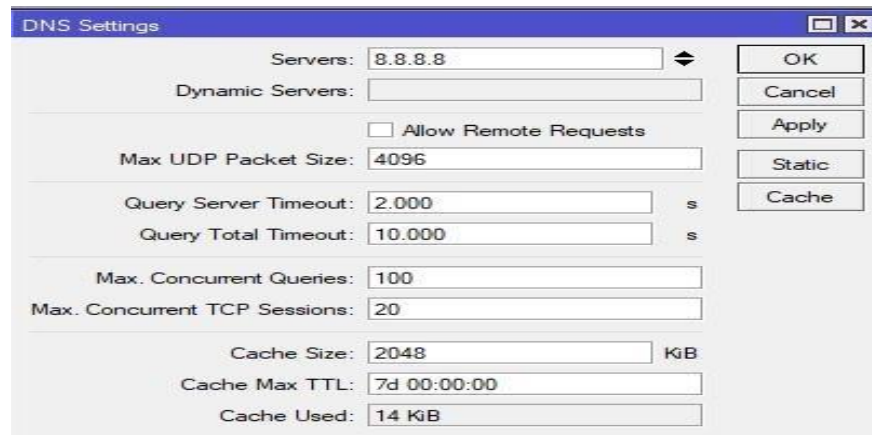 DNS Settings
Servers: 8.8.8.8
OK
Dynamic Servers:
Cancel
Allow Remote Requests
Apply
Max UDP Packet Size: 4096
Static
Query Server Timeout: 2.000 s
Cache
Query Total Timeout: 10.000 s
Max. Concurrent Queries: 100
Max. Concurrent TCP Sessions: 20
Cache Size: 2048 KiB
Cache Max TTL: 7d 00:00:00
Cache Used: 14 KiB